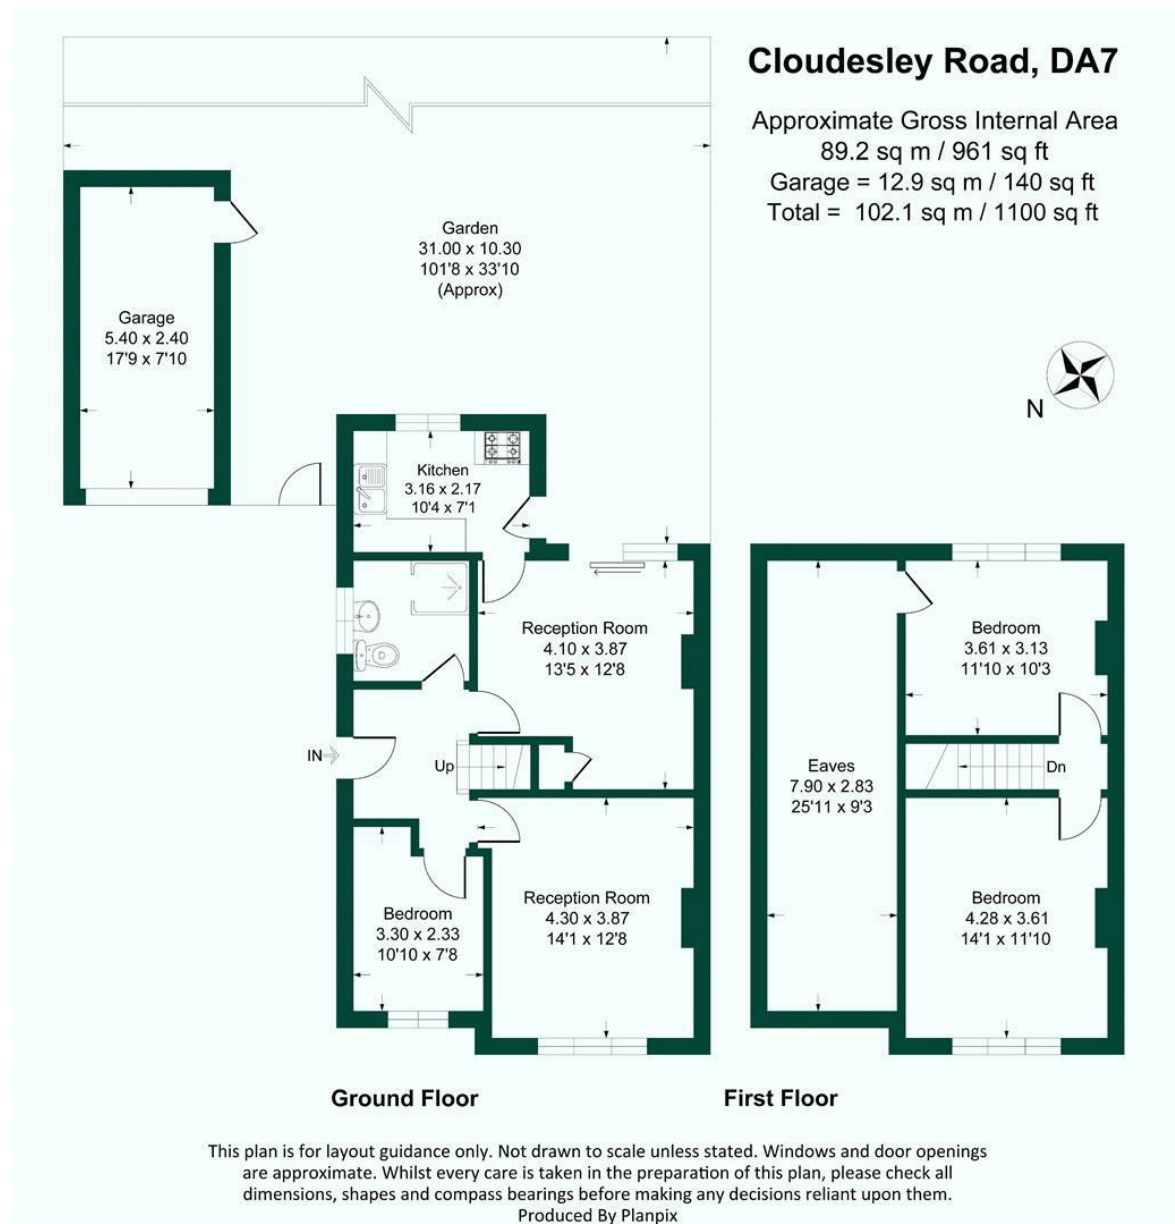 Cloudesley Road, DA7
Approximate Gross Internal Area
89.2 sq m / 961 sq ft
Garage = 12.9 sq m / 140 sq ft
Total = 102.1 sq m / 1100 sq ft
Garden
31.00 x 10.30
101'8 x 33'10
(Approx)
Garage
5.40 x 2.40
17'9 x 7'10
N
Kitchen
3.16 x 2.17
10'4 x 7'1
Reception Room
4.10 x 3.87
13'5 x 12'8
IN
Up
Bedroom
3.30 x 2.33
10'10 x 7'8
Reception Room
4.30 x 3.87
14'1 x 12'8
Ground Floor
Bedroom
3.61 x 3.13
11'10 x 10'3
Eaves
7.90 x 2.83
25'11 x 9'3
Dn
Bedroom
4.28 x 3.61
14'1 x 11'10
First Floor
This plan is for layout guidance only. Not drawn to scale unless stated. Windows and door openings
are approximate. Whilst every care is taken in the preparation of this plan, please check all
dimensions, shapes and compass bearings before making any decisions reliant upon them.
Produced By Planpix